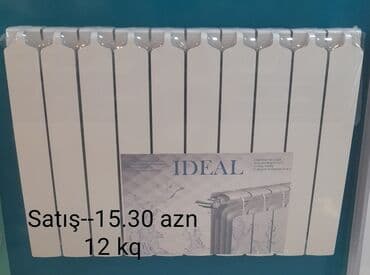 IDEAL
Satış--15.30 azn
12 kq